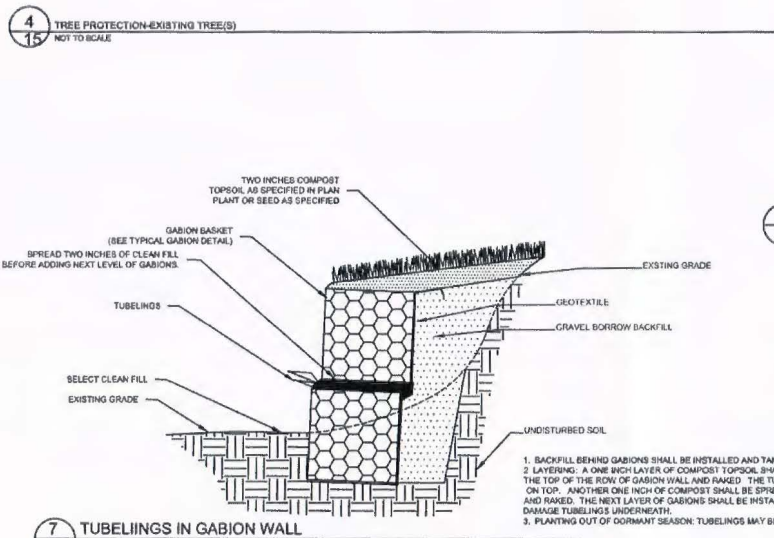 4
15
TREE PROTECTION-EXISTING TREE(S)
NOT TO SCALE
TWO INCHES COMPOST
TOPSOIL AS SPECIFIED IN PLAN
PLANT OR SEED AS SPECIFIED
GABION BASKET
(SEE TYPICAL GABION DETAIL)
SPREAD TWO INCHES OF CLEAN FILL
BEFORE ADDING NEXT LEVEL OF GABIONS.
TUBELINGS
SELECT CLEAN FILL
EXISTING GRADE
EXSTING GRADE
GEOTEXTILE
GRAVEL BORROW BACKFILL
UNDISTURBED SOIL
1. BACKFILL BEHIND GABIONS SHALL BE INSTALLED AND
2 LAYERING: A ONE INCH LAYER OF COMPOST TOPSOIL
THE TOP OF THE ROW OF GABION WALL AND RAKED THE
ON TOP. ANOTHER ONE INCH OF COMPOST SHALL BE
AND RAKED. THE NEXT LAYER OF GABIONS SHALL BE
DAMAGE TUBELINGS UNDERNEATH.
3. PLANTING OUT OF DORMANT SEASON: TUBELINGS MAY
7
TUBELIINGS IN GABION WALL